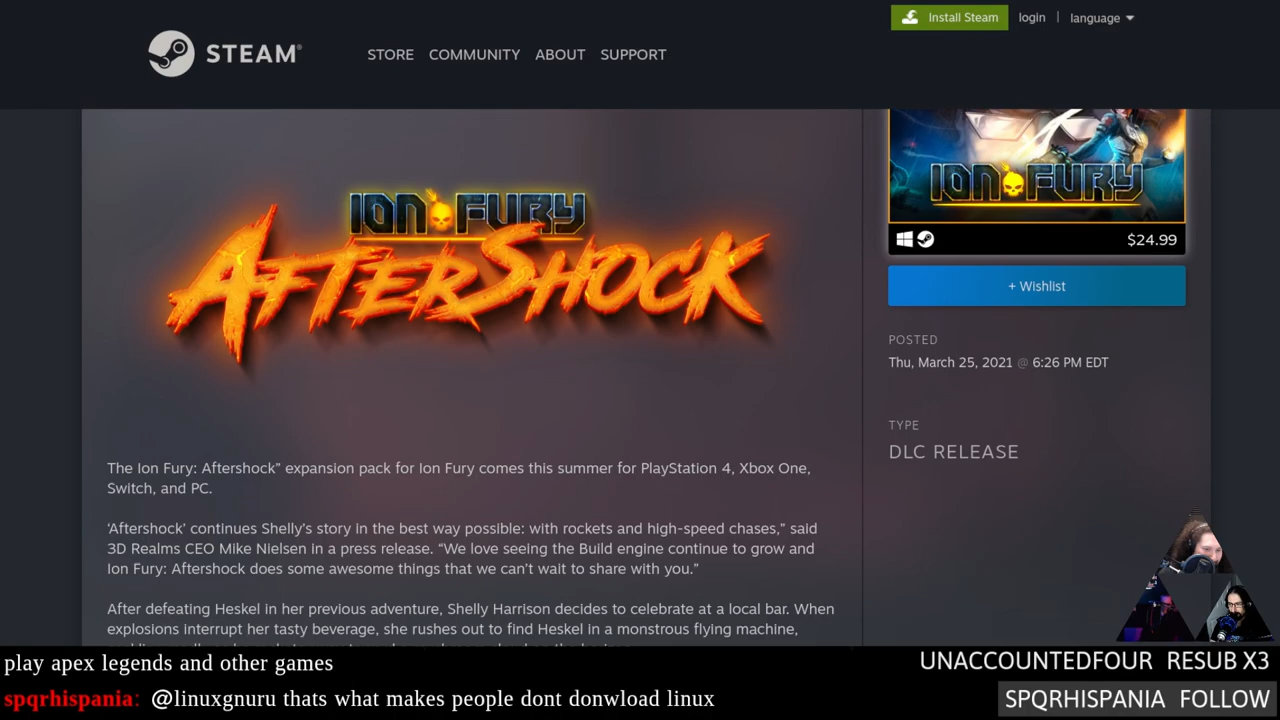 Install Steam
login
language
STEAM®
STORE
COMMUNITY
ABOUT
SUPPORT
ION FURY
AFTERSHOCK
ION FURY
$24.99
+ Wishlist
POSTED
Thu, March 25, 2021 @ 6:26 PM EDT
TYPE
DLC RELEASE
The Ion Fury: Aftershock” expansion pack for Ion Fury comes this summer for PlayStation 4, Xbox One,
Switch, and PC.
‘Aftershock’ continues Shelly’s story in the best way possible: with rockets and high-speed chases,” said
3D Realms CEO Mike Nielsen in a press release. “We love seeing the Build engine continue to grow and
Ion Fury: Aftershock does some awesome things that we can’t wait to share with you.”
After defeating Heskel in her previous adventure, Shelly Harrison decides to celebrate at a local bar. When
explosions interrupt her tasty beverage, she rushes out to find Heskel in a monstrous flying machine,
play apex legends and other games
UNACCOUNTEDFOUR RESUB X3
spqrhispania: @linuxgnuru thats what makes people dont donwload linux
SPQRHISPANIA FOLLOW